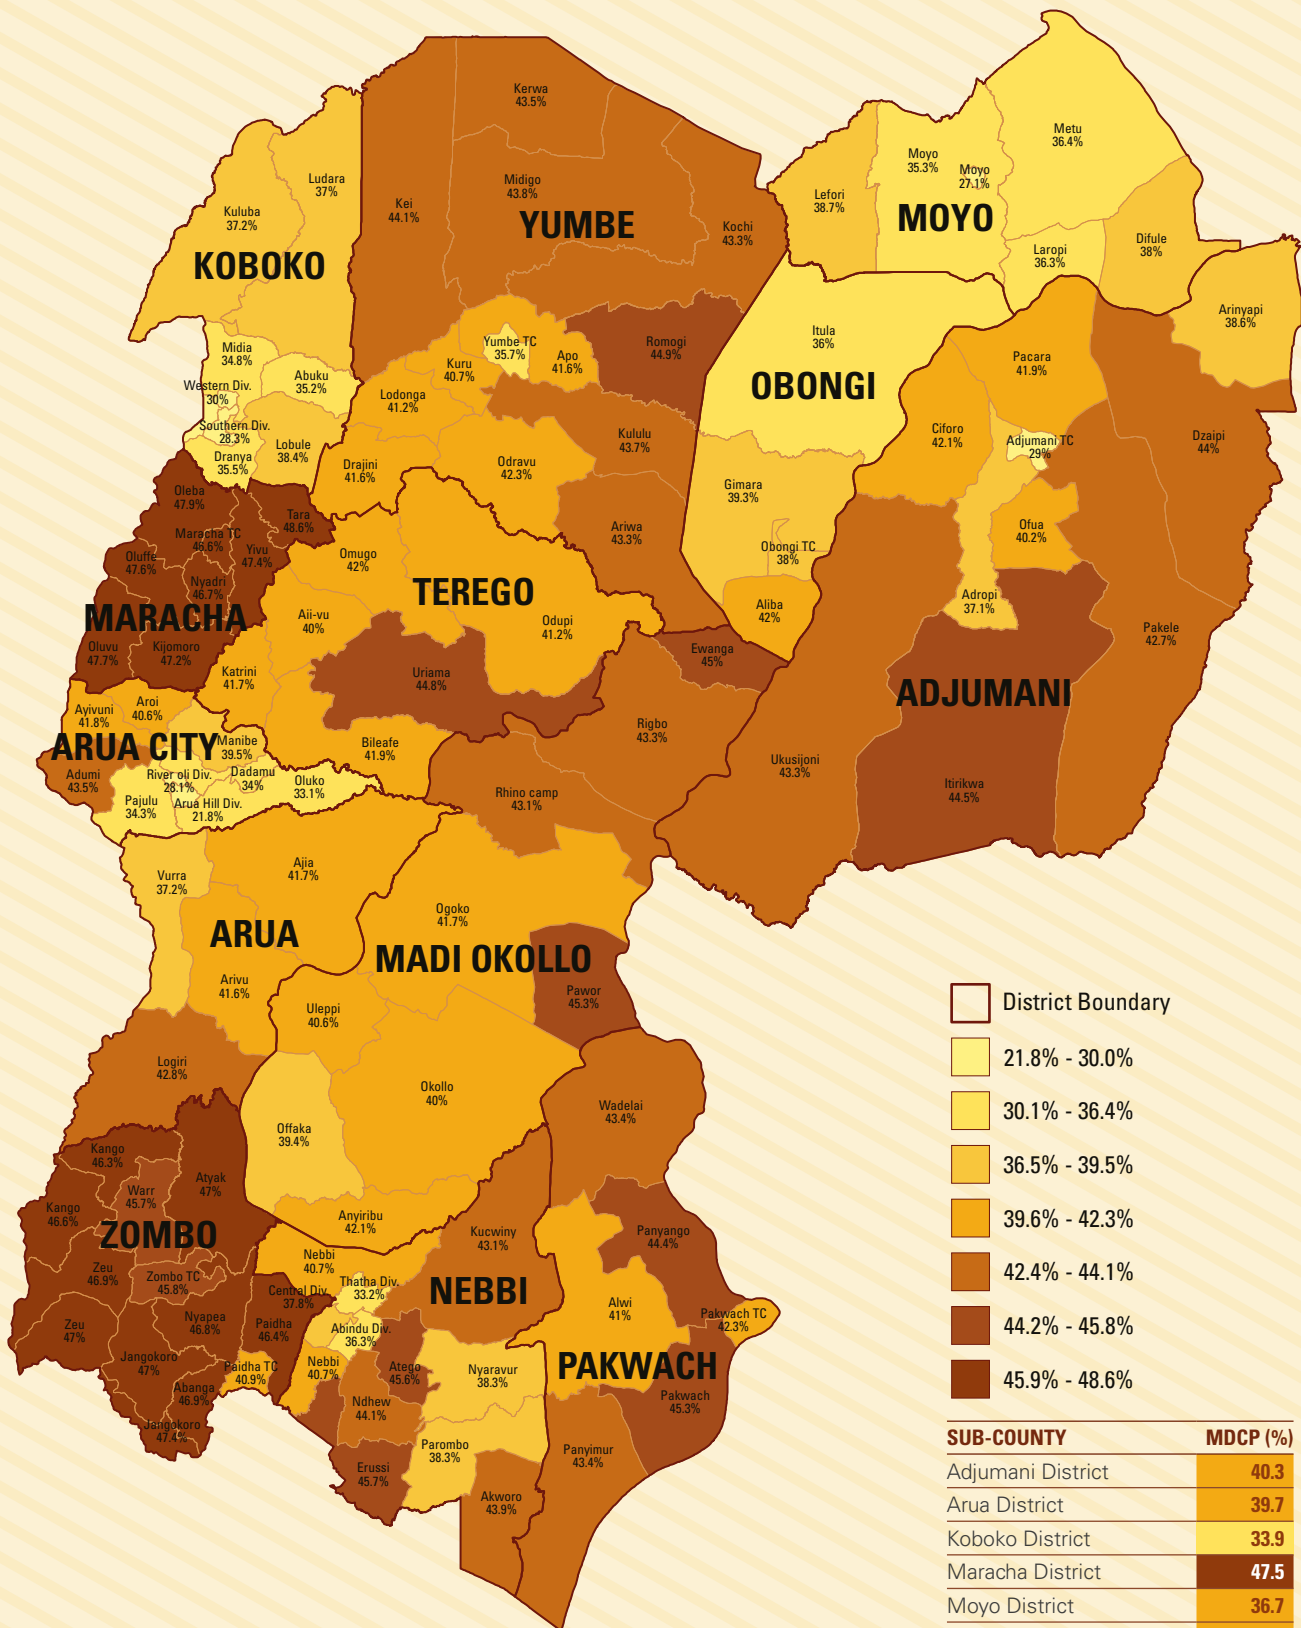 Kerwa
43.5%
Metu
36.4%
Moyo
35.3%
Moyo
27.1%
Ludara
37%
Midigo
43.8%
Kei
44.1%
Lefori
38.7%
Kuluba
37.2%
YUMBE
MOYO
Kochi
43.3%
Difule
38%
Laropi
36.3%
KOBOKO
Arinyapi
38.6%
Itula
36%
Midia
34.8%
Yumbe TC
35.7%
Romogi
44.9%
Apo
41.6%
Kuru
40.7%
Pacara
41.9%
Abuku
35.2%
Western Div.
30%
Lodonga
41.2%
OBONGI
Southern Div.
28.3%
Lobule
38.4%
Dranya
35.5%
Kululu
43.7%
Ciforo
42.1%
Adjumani TC
29%
Dzaipi
44%
Drajini
41.6%
Odravu
42.3%
Gimara
39.3%
Oleba
47.9%
Tara
48.6%
Maracha TC
46.6%
Yivu
47.4%
Oluffe
47.6%
Omugo
42%
Ariwa
43.3%
Obongi TC
38%
Ofua
40.2%
Nyadri
46.7%
TEREGO
MARACHA
Aii-vu
40%
Odupi
41.2%
Aliba
42%
Adropi
37.1%
Pakele
42.7%
Oluvu
47.7%
Kijomoro
47.2%
Ewanga
45%
Katrini
41.7%
Uriama
44.8%
ADJUMANI
Ayivuni
41.8%
Aroi
40.6%
Rigbo
43.3%
ARUA CITY
Manibe
39.5%
Bileafe
41.9%
Ukusijoni
43.3%
Adumi
43.5%
River oli Div.
28.1%
Dadamu
34%
Oluko
33.1%
Itirikwa
44.5%
Rhino camp
43.1%
Pajulu
34.3%
Arua Hill Div.
21.8%
Ajia
41.7%
Vurra
37.2%
Ogoko
41.7%
ARUA
MADI OKOLLO
Arivu
41.6%
Pawor
45.3%
Uleppi
40.6%
Logiri
42.8%
Okollo
40%
Wadelai
43.4%
Offaka
39.4%
Kango
46.3%
Atyak
47%
Warr
45.7%
Kango
46.6%
Anyiribu
42.1%
ZOMBO
Kucwiny
43.1%
Panyango
44.4%
Nebbi
40.7%
Zeu
46.9%
Zombo TC
45.8%
Central Div.
37.8%
Thatha Div.
33.2%
NEBBI
Alwi
41%
Pakwach TC
42.3%
Nyapea
46.8%
Paidha
46.4%
Zeu
47%
Abindu Div.
36.3%
Jangokoro
47%
Paidha TC
40.9%
Nebbi
40.7%
Atego
45.6%
Nyaravur
38.3%
PAKWACH
Abanga
46.9%
Ndhew
44.1%
Pakwach
45.3%
Jangokoro
47.4%
Parombo
38.3%
Panyimur
43.4%
Erussi
45.7%
Akworo
43.9%
District Boundary
21.8% - 30.0%
30.1% - 36.4%
36.5% - 39.5%
39.6% - 42.3%
42.4% - 44.1%
44.2% - 45.8%
45.9% - 48.6%
SUB-COUNTY MDCP (%)
Adjumani District 40.3
Arua District 39.7
Koboko District 33.9
Maracha District 47.5
Moyo District 36.7